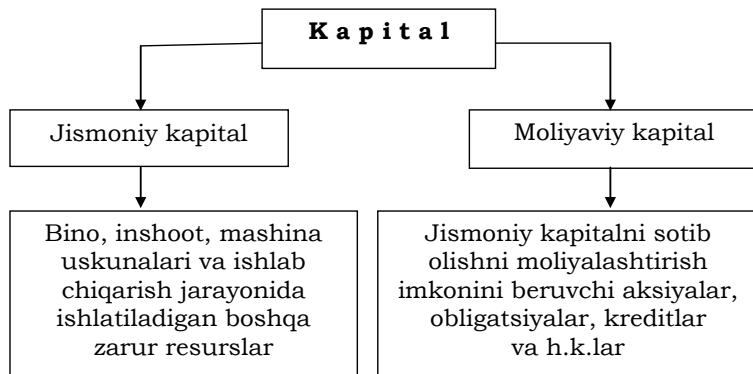 K a p i t a l
Jismoniy kapital
Moliyaviy kapital
Bino, inshoot, mashina
uskunalari va ishlab
chiqarish jarayonida
ishlatiladigan boshqa
zarur resurslar
Jismoniy kapitalni sotib
olishni moliyalashtirish
imkonini beruvchi aksiyalar,
obligatsiyalar, kreditlar
va h.k.lar